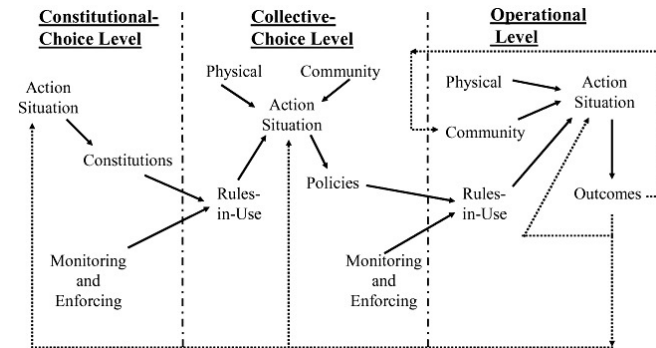 Constitutional-
Choice Level
Collective-
Choice Level
Operational
Level
Action
Situation
Constitutions
Monitoring
and
Enforcing
Physical
Community
Action
Situation
Policies
Rules-
in-Use
Monitoring
and
Enforcing
Physical
Community
Action
Situation
Rules-
in-Use
Outcomes